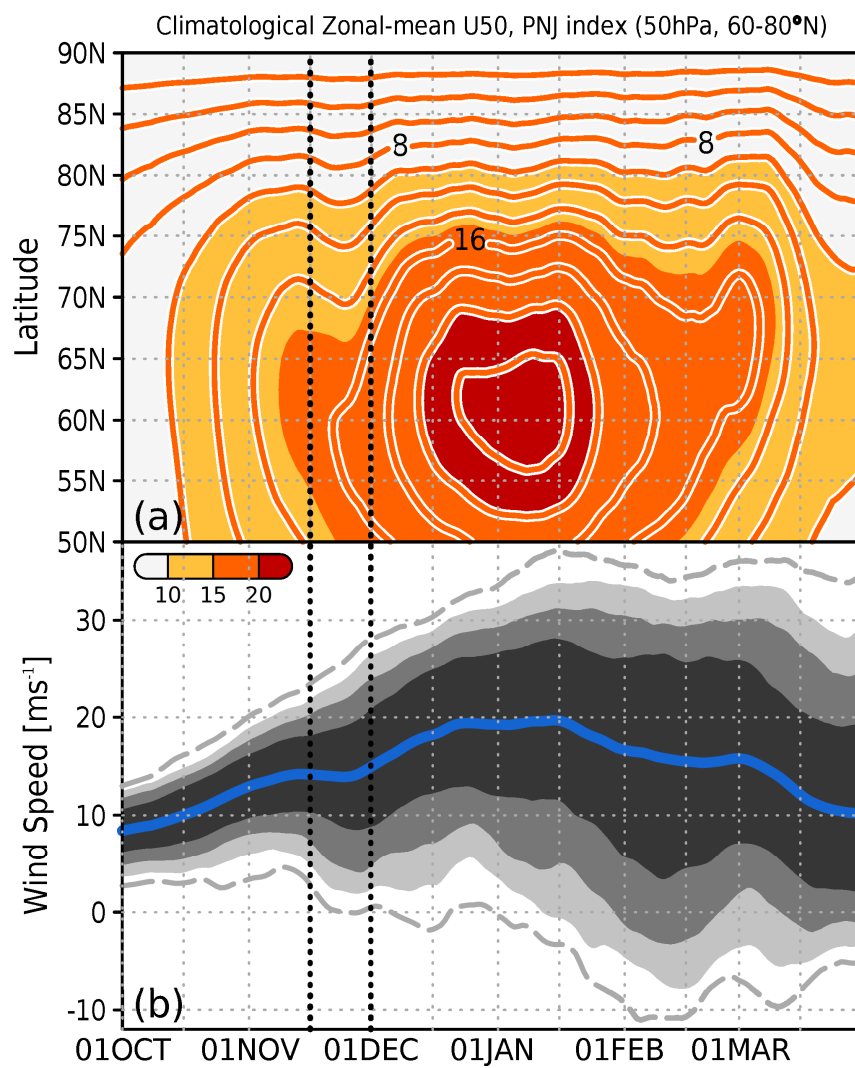 Climatological Zonal-mean U50, PNJ index (50hPa, 60-80°N)
90N
85N
8
8
80N
75N
16
70N
Latitude
65N
60N
55N
(a)
50N
10 15 20
30
20
Wind Speed [ms⁻¹]
10
0
(b)
-10
01OCT 01NOV 01DEC 01JAN 01FEB 01MAR